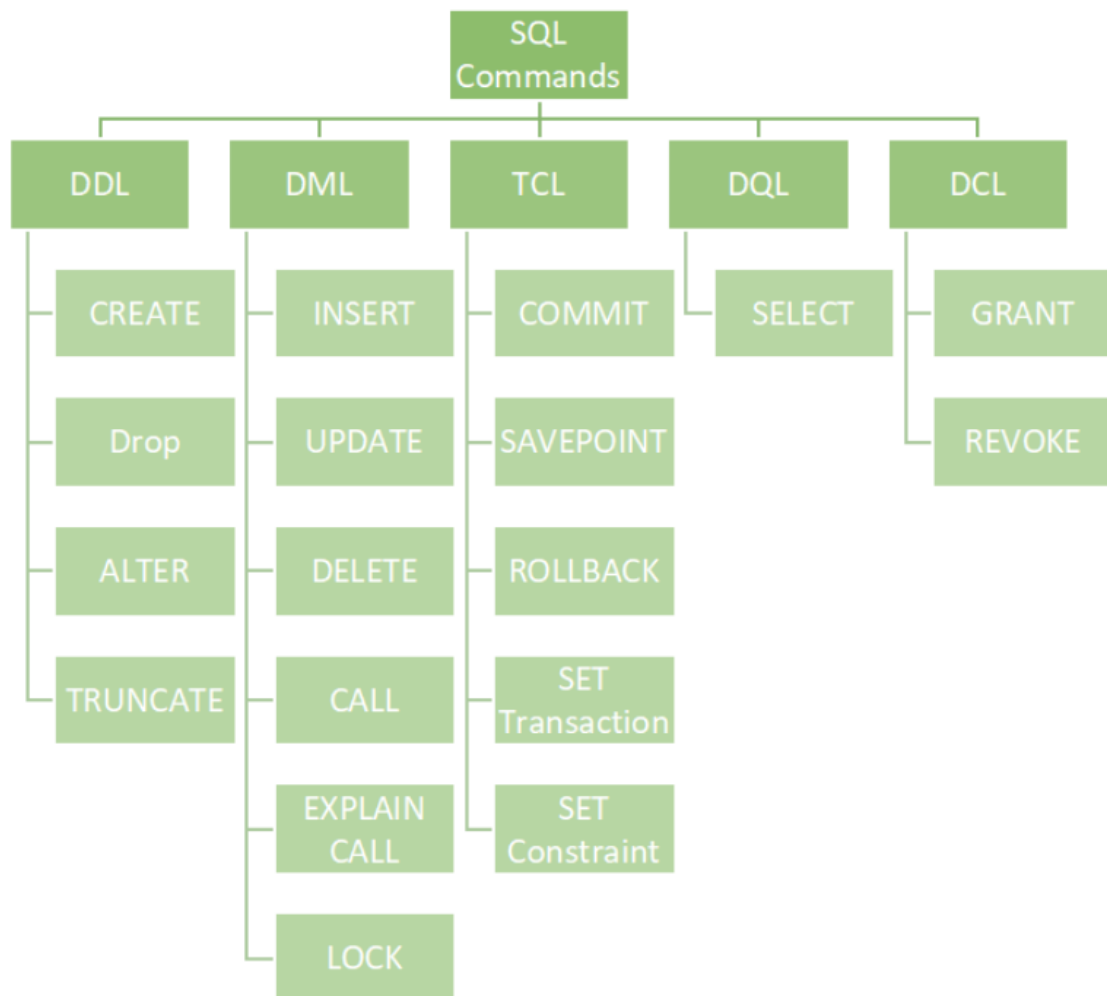 SQL
Commands
DDL
DML
TCL
DQL
DCL
CREATE
Drop
ALTER
TRUNCATE
INSERT
UPDATE
DELETE
CALL
EXPLAIN
CALL
LOCK
COMMIT
SAVEPOINT
ROLLBACK
SET
Transaction
SET
Constraint
SELECT
GRANT
REVOKE